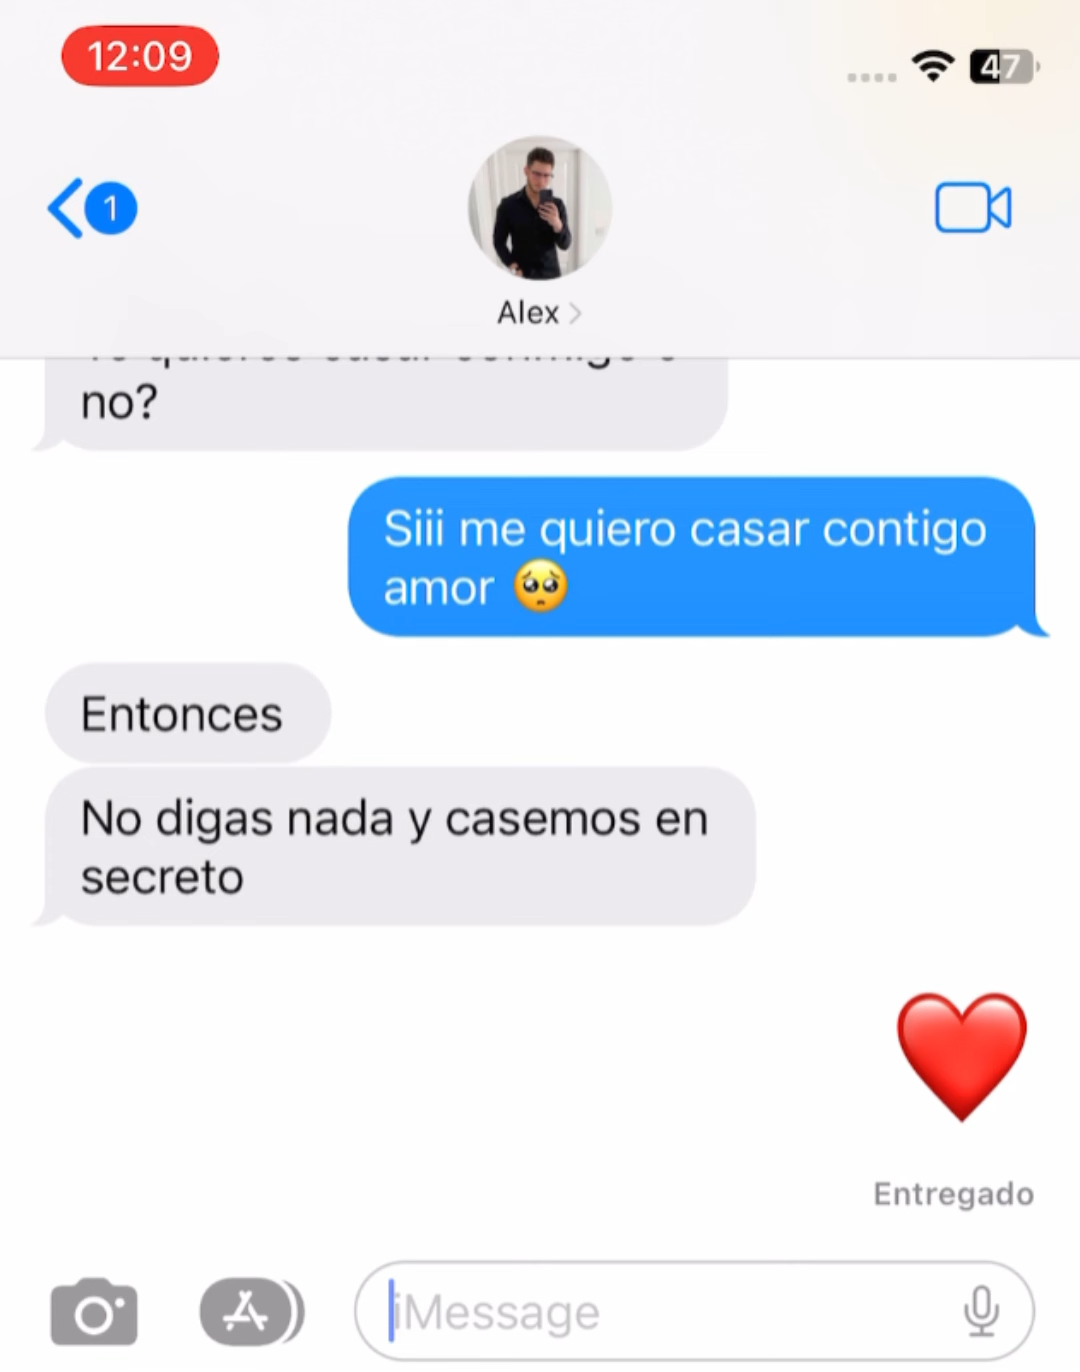 12:09
47
1
Alex
no?
Siii me quiero casar contigo
amor 🥺
Entonces
No digas nada y casemos en
secreto
❤️
Entregado
iMessage